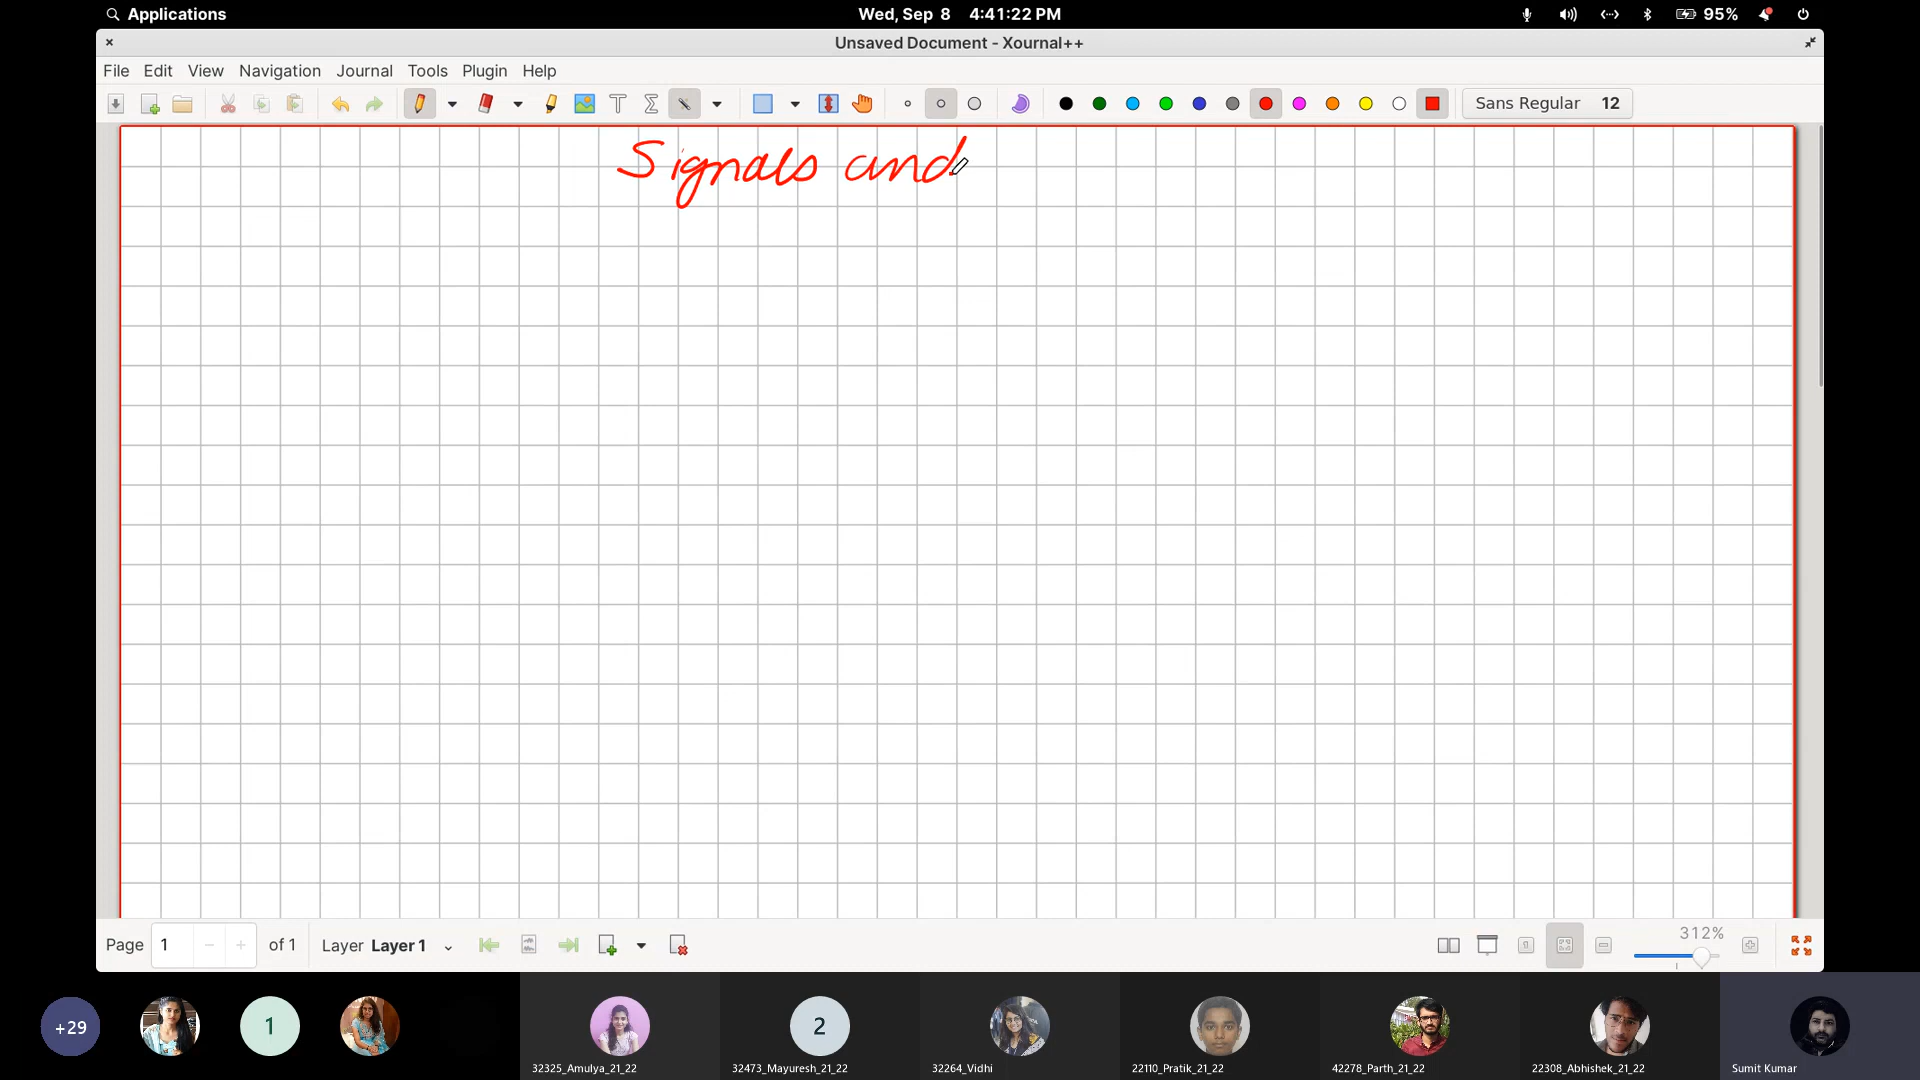 Applications
Wed, Sep 8 4:41:22 PM
95%
Unsaved Document - Xournal++
File Edit View Navigation Journal Tools Plugin Help
Sans Regular 12
Signals and
Page 1 of 1 Layer Layer 1
312%
+29
1
2
32325_Amulya_21_22
32473_Mayuresh_21_22
32264_Vidhi
22110_Pratik_21_22
42278_Parth_21_22
22308_Abhishek_21_22
Sumit Kumar